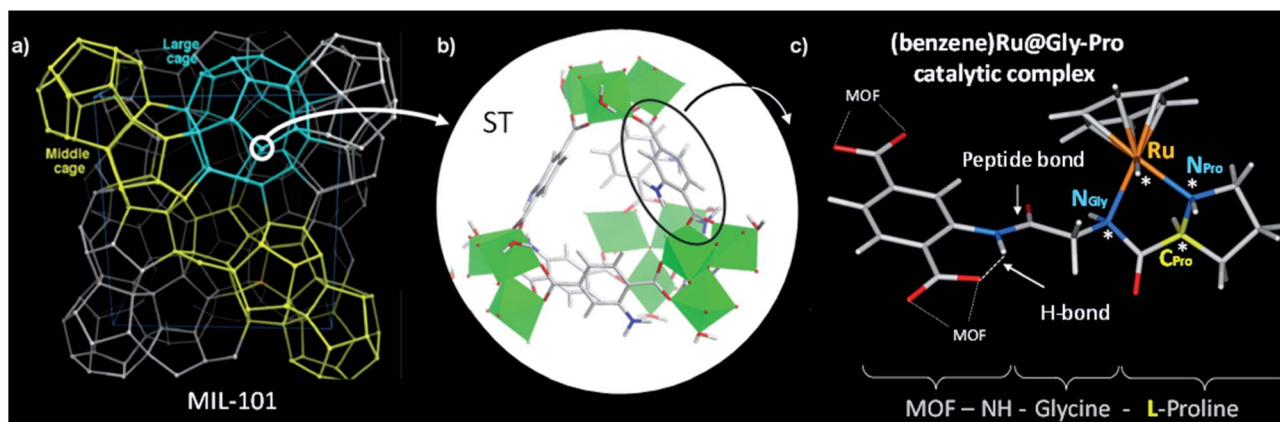 a)
Large
cage
Middle
cage
MIL-101
b)
ST
c)
(benzene)Ru@Gly-Pro
catalytic complex
MOF
Peptide bond
Ru
*
NPro
*
NGly
*
*
CPro
H-bond
MOF
MOF – NH - Glycine - L-Proline